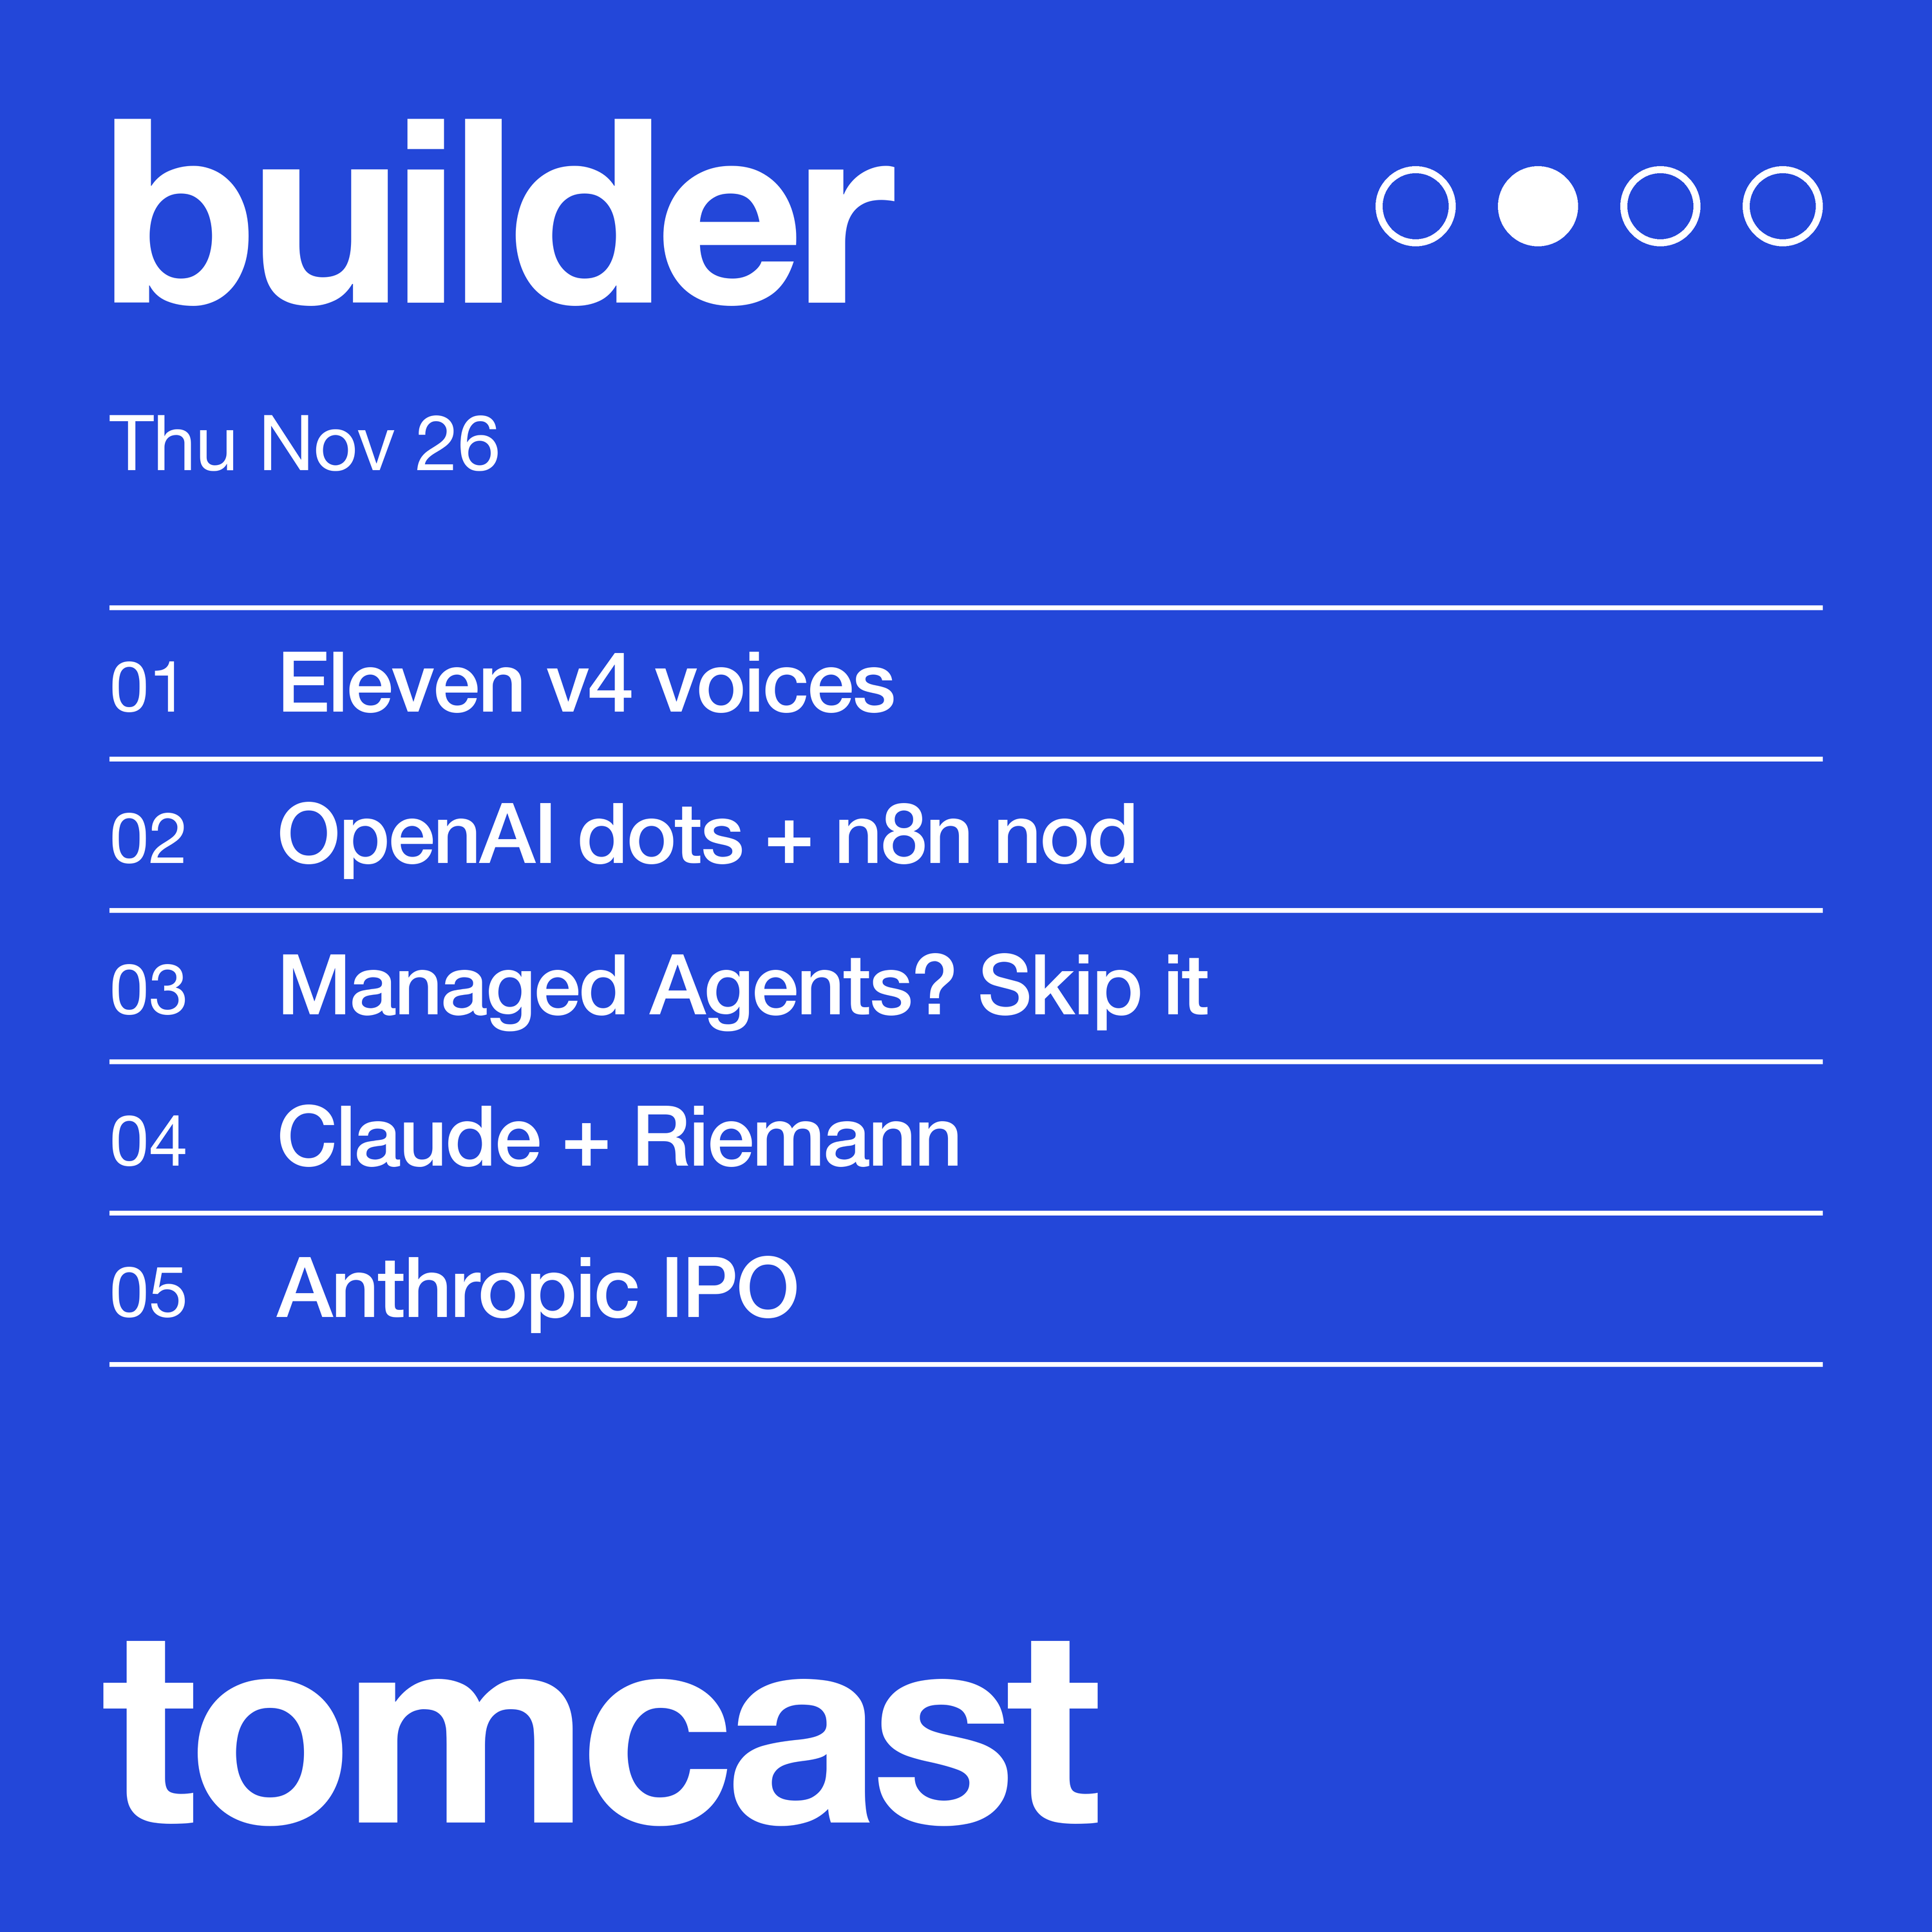 builder
Thu Nov 26
01 Eleven v4 voices
02 OpenAI dots + n8n nod
03 Managed Agents? Skip it
04 Claude + Riemann
05 Anthropic IPO
tomcast